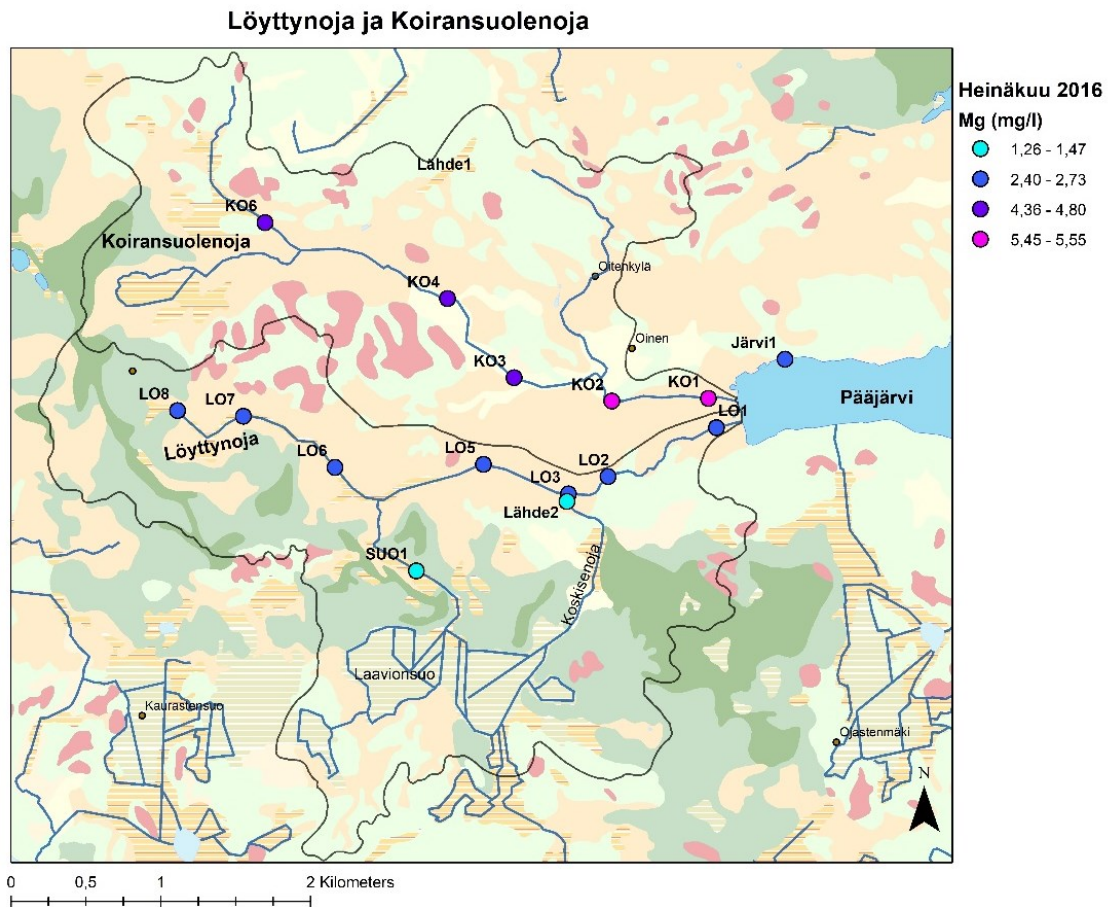 Löyttynoja ja Koiransuolenoja
Heinäkuu 2016
Mg (mg/l)
1,26 - 1,47
2,40 - 2,73
4,36 - 4,80
5,45 - 5,55
Lähde1
KO6
Koiransuolenoja
KO4
Oitenkylä
Oinen
Järvi1
KO3
KO2
KO1
Pääjärvi
LO8
LO7
LO1
Löyttynoja
LO6
LO5
LO2
LO3
Lähde2
SUO1
Koskisenoja
Laavionsuo
Kaurastensuo
Ojastenmäki
N
0 0,5 1 2 Kilometers